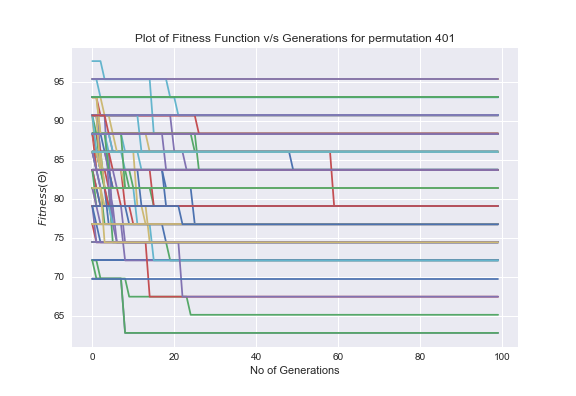 Plot of Fitness Function v/s Generations for permutation 401
95
90
85
80
75
70
65
Fitness(Θ)
0 20 40 60 80 100
No of Generations